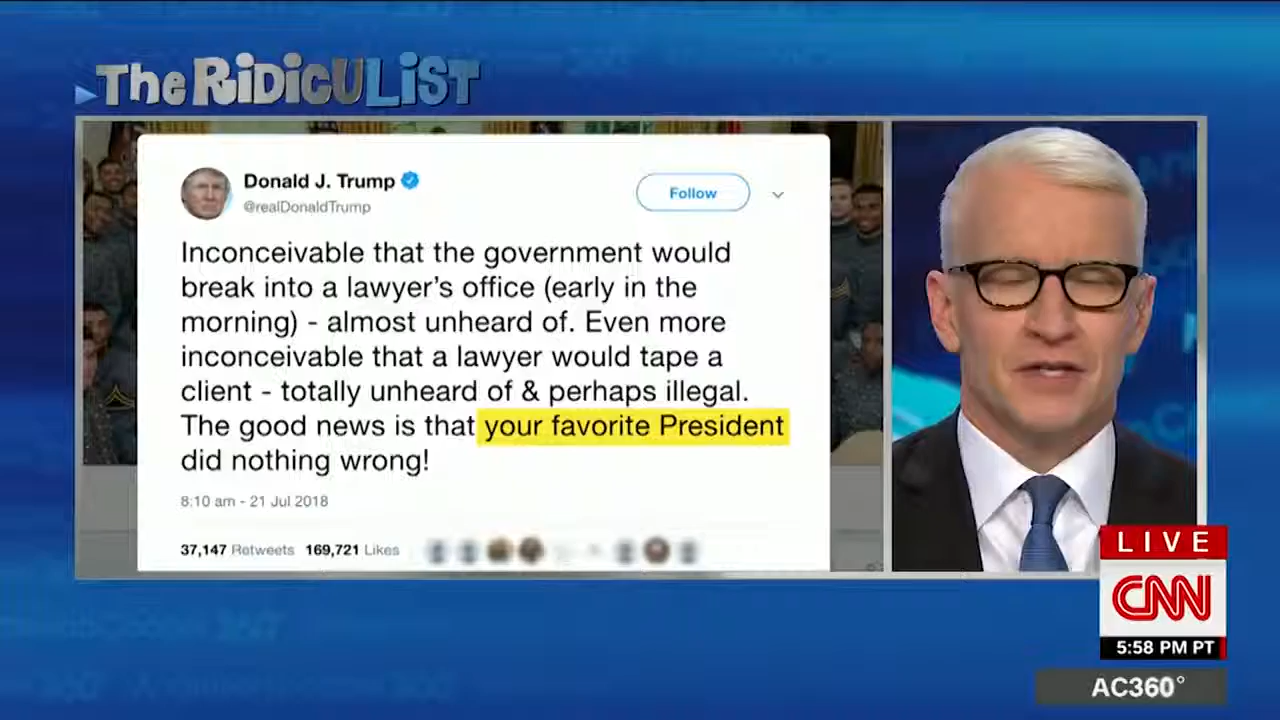 The RidicUList
Donald J. Trump
@realDonaldTrump
Follow
Inconceivable that the government would
break into a lawyer's office (early in the
morning) - almost unheard of. Even more
inconceivable that a lawyer would tape a
client - totally unheard of & perhaps illegal.
The good news is that your favorite President
did nothing wrong!
8:10 am - 21 Jul 2018
37,147 Retweets 169,721 Likes
LIVE
CNN
5:58 PM PT
AC360°